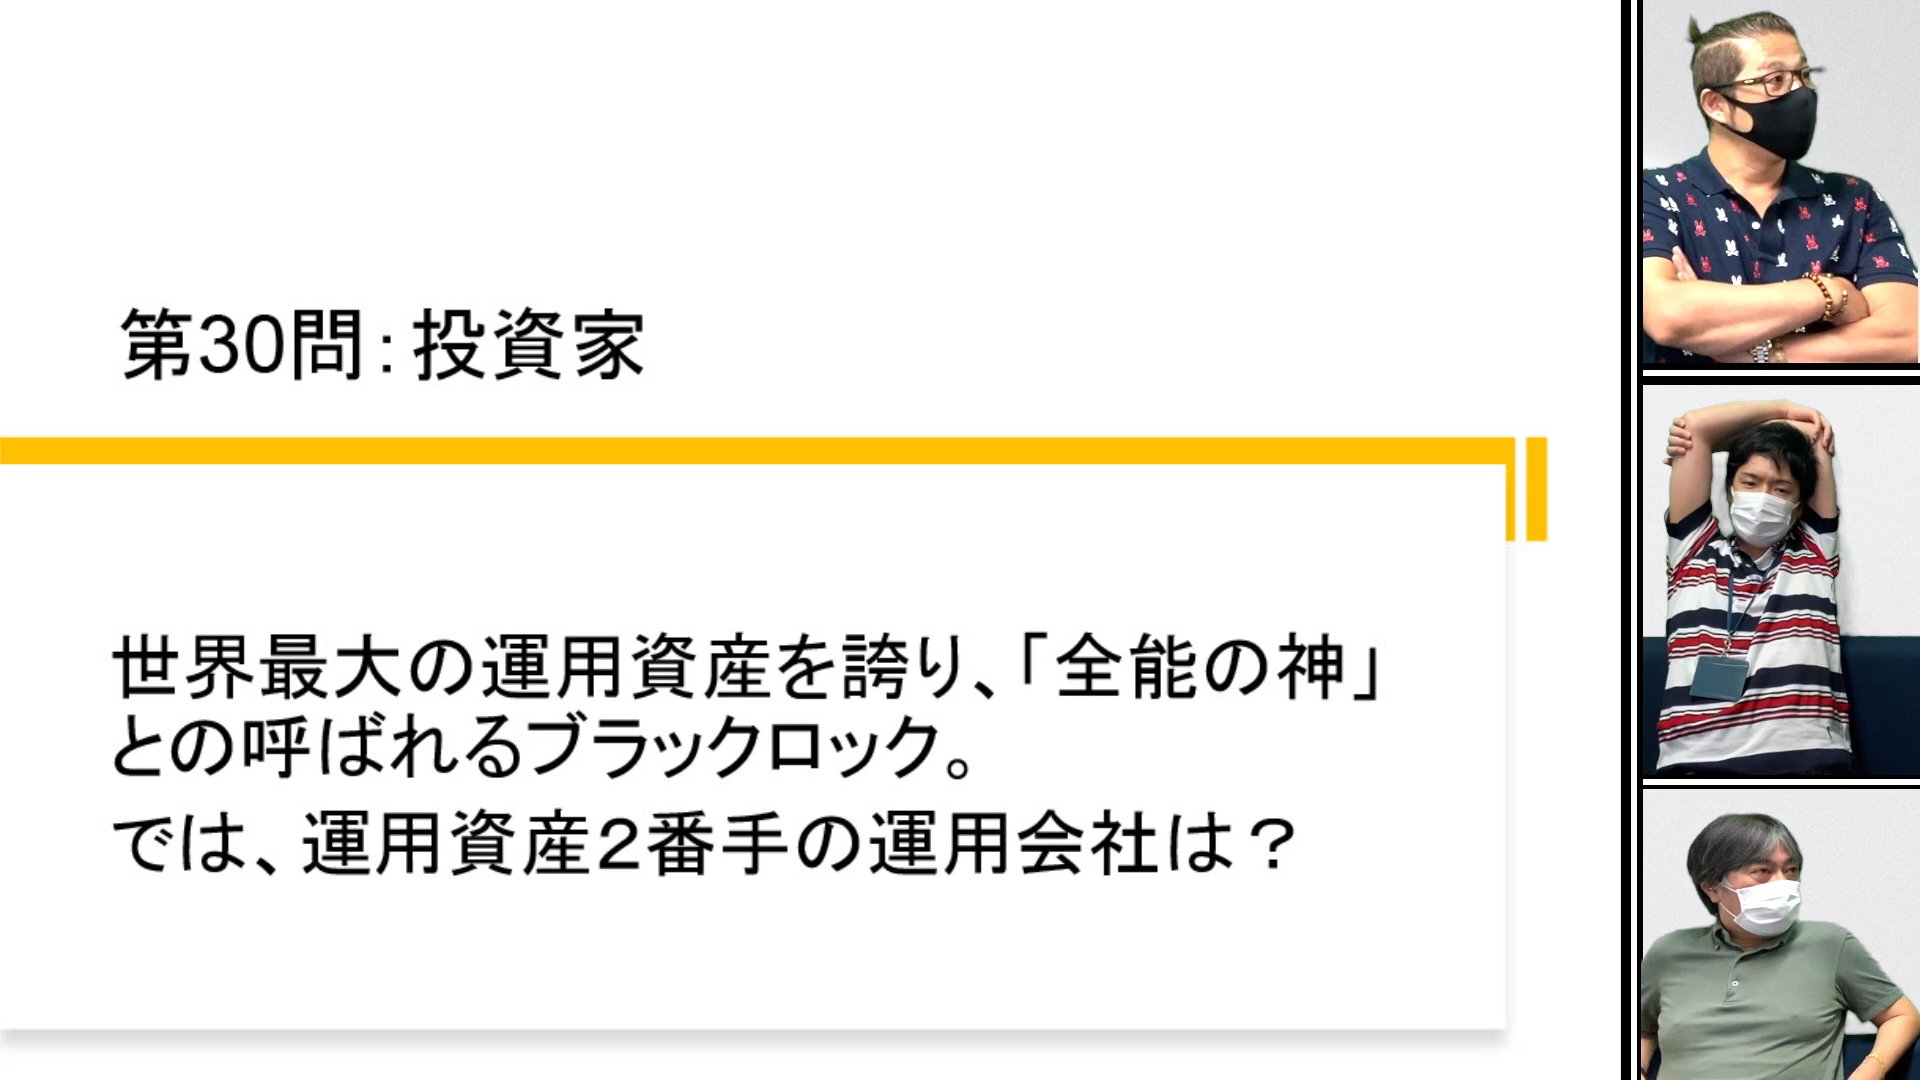 第30問：投資家
世界最大の運用資産を誇り、「全能の神」
との呼ばれるブラックロック。
では、運用資産２番手の運用会社は？